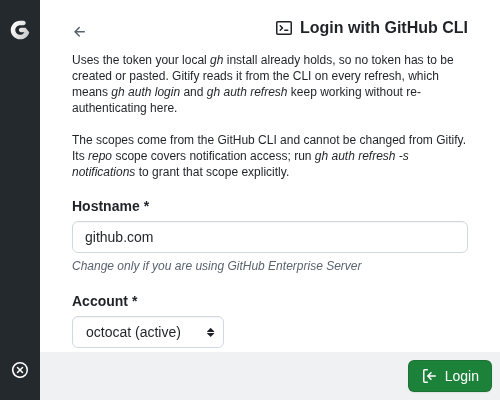 Login with GitHub CLI
Uses the token your local gh install already holds, so no token has to be
created or pasted. Gitify reads it from the CLI on every refresh, which
means gh auth login and gh auth refresh keep working without re-
authenticating here.
The scopes come from the GitHub CLI and cannot be changed from Gitify.
Its repo scope covers notification access; run gh auth refresh -s
notifications to grant that scope explicitly.
Hostname *
github.com
Change only if you are using GitHub Enterprise Server
Account *
octocat (active)
Login